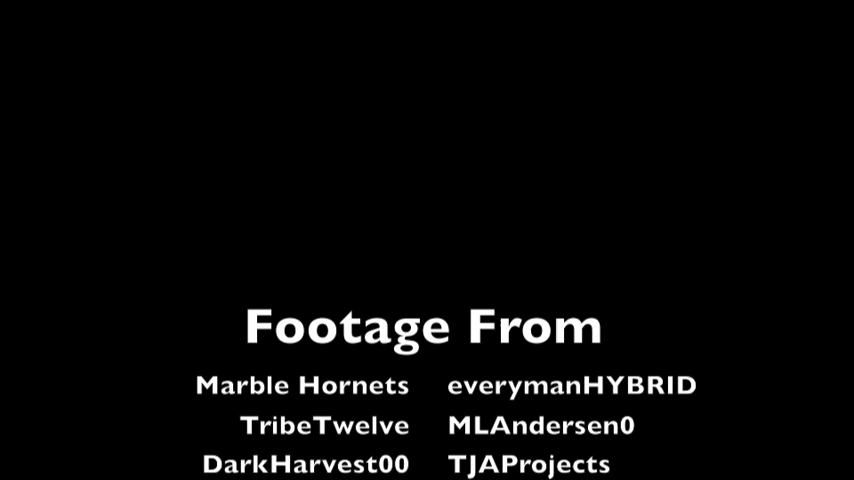 Footage From
Marble Hornets everymanHYBRID
TribeTwelve MLAndersen0
DarkHarvest00 TJAProjects